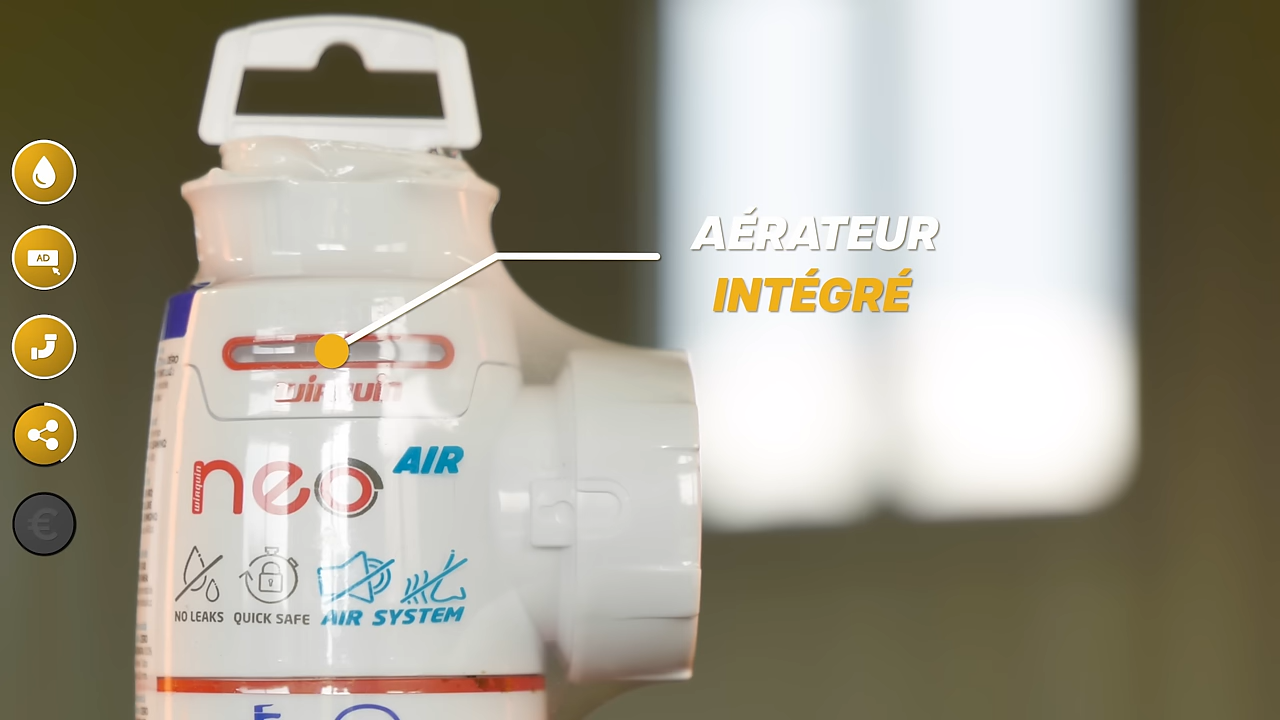 AD
AÉRATEUR
INTÉGRÉ
wirquin
wirquin neo AIR
NO LEAKS QUICK SAFE AIR SYSTEM
€